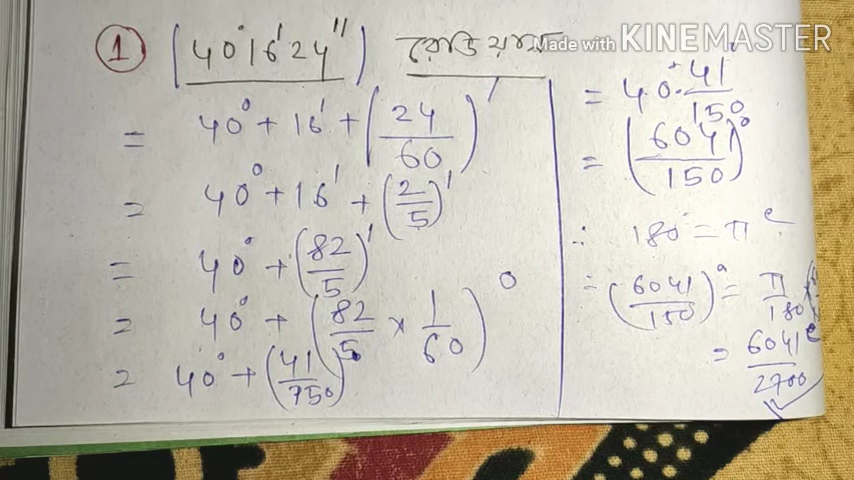 ① (40°16'24") রেডিয়ান
= 40° + 16' + (24/60)'
= 40° + 16' + (2/5)'
= 40° + (82/5)'
= 40° + (82/5 × 1/60)°
= 40° + (41/750)°
Made with KINEMASTER
= 40° 41°/150
= (6041/150)°
∴ 180° = π^c
= (6041/150)° = π/180
= 6041^c/2700